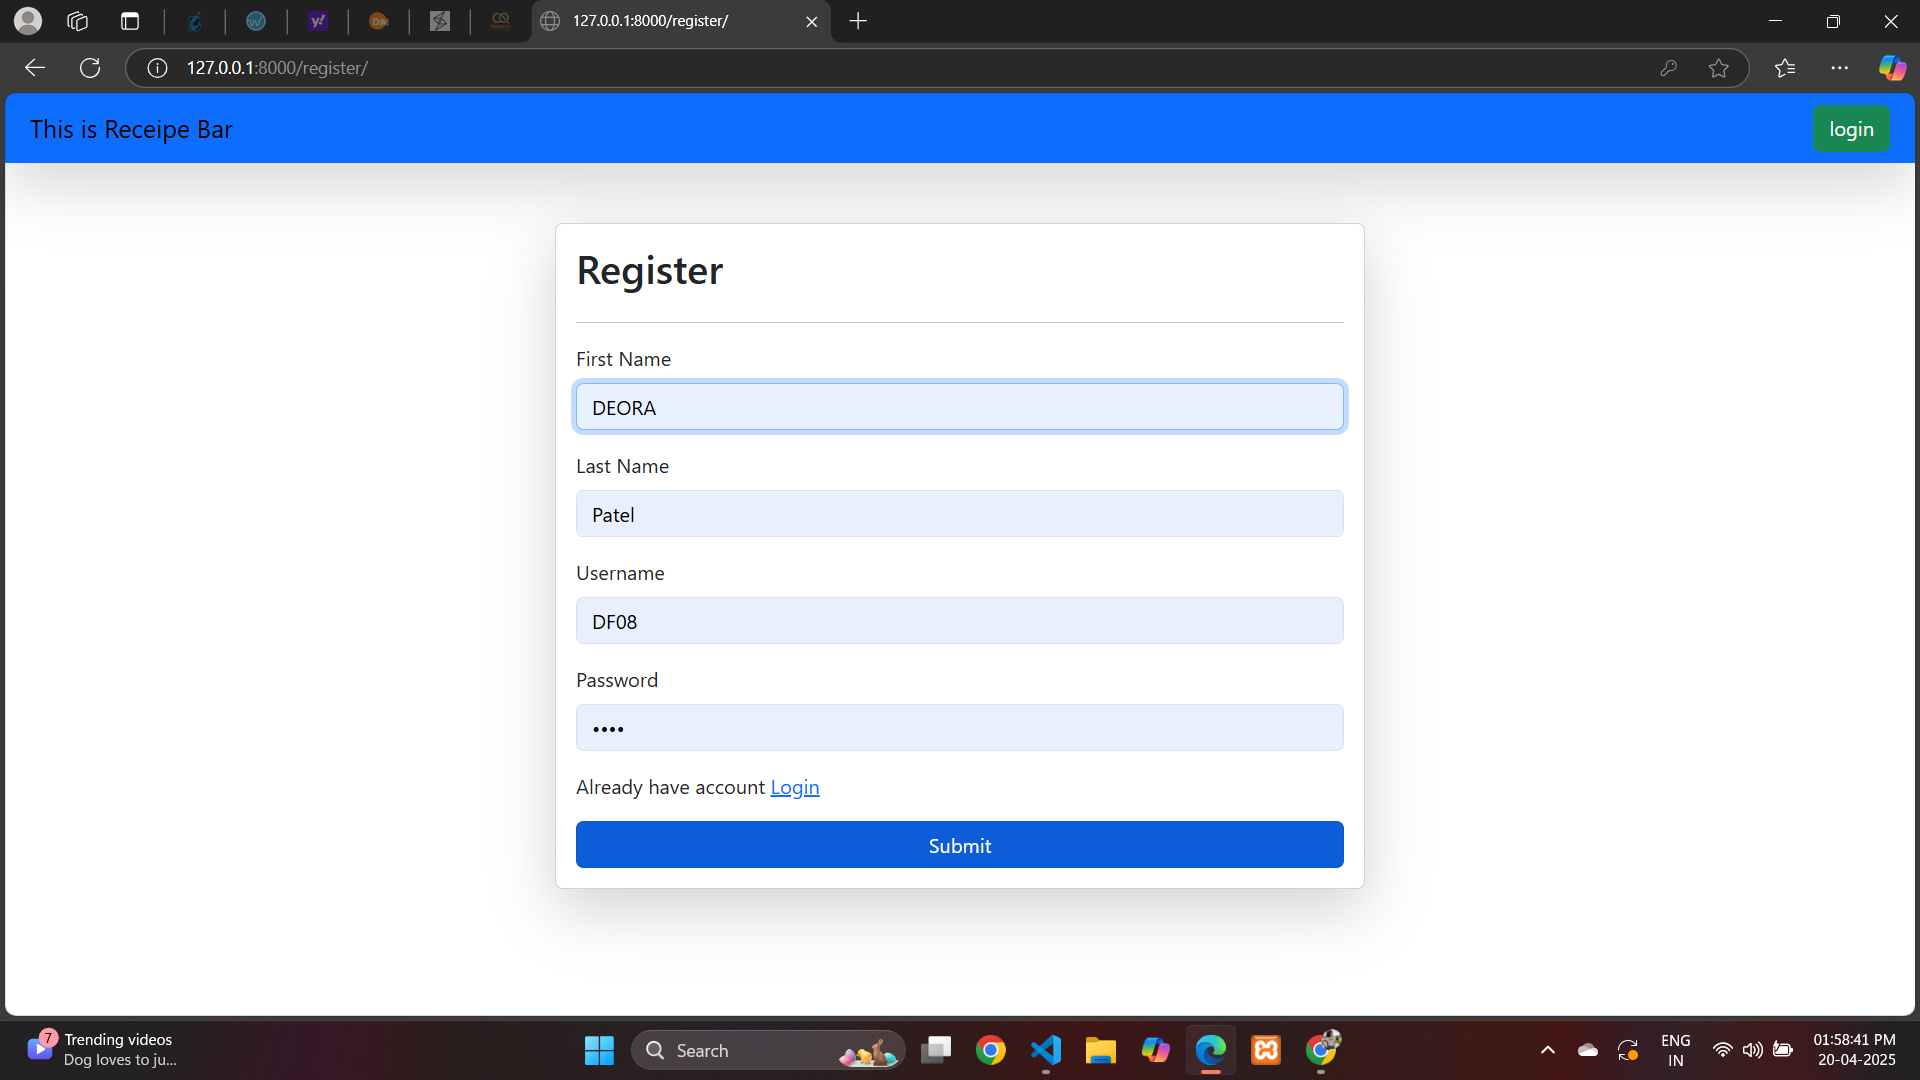 127.0.0.1:8000/register/
127.0.0.1:8000/register/
This is Receipe Bar
login
Register
First Name
DEORA
Last Name
Patel
Username
DF08
Password
••••
Already have account Login
Submit
7
Trending videos
Dog loves to ju...
Search
ENG
IN
01:58:41 PM
20-04-2025
y!
DM